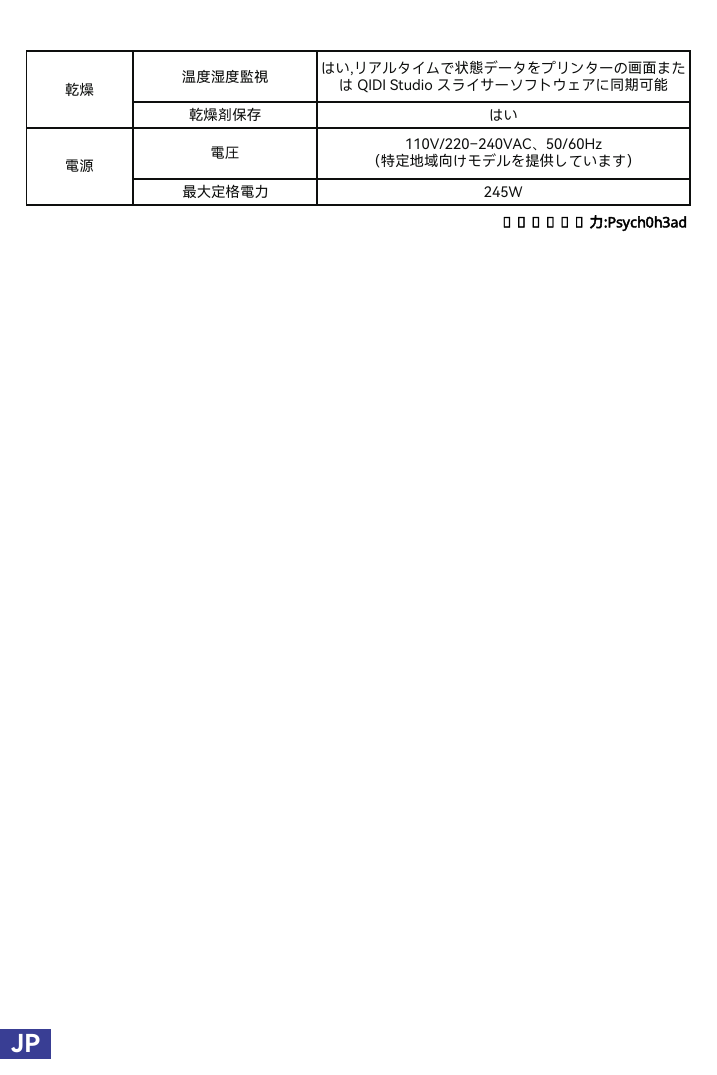 乾燥
温度湿度監視
はい,リアルタイムで状態データをプリンターの画面また
は QIDI Studio スライサーソフトウェアに同期可能
乾燥剤保存
はい
電源
電圧
110V/220-240VAC、50/60Hz
（特定地域向けモデルを提供しています）
最大定格電力
245W
力:Psych0h3ad
JP